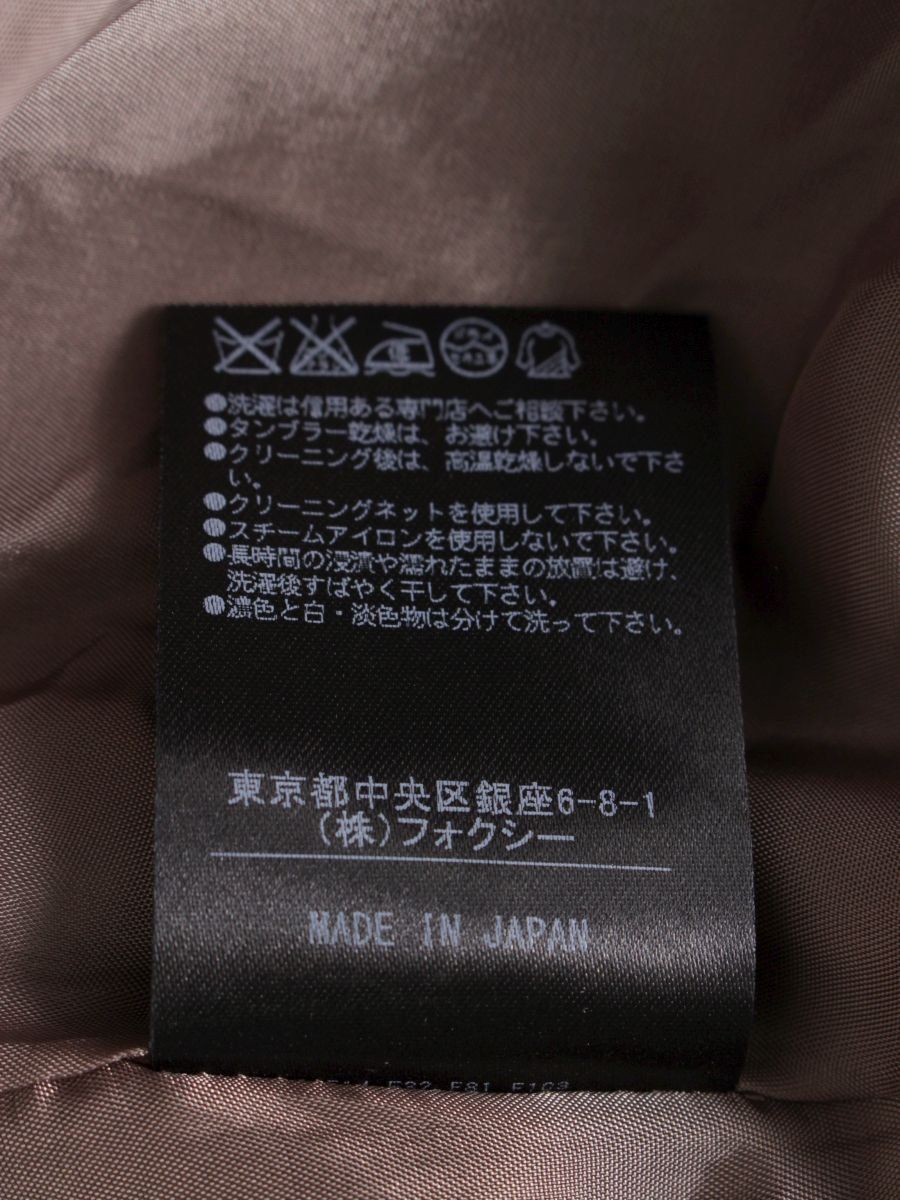 ●洗濯は信用ある専門店へご相談下さい。
●タンブラー乾燥は、お避け下さい。
●クリーニング後は、高温乾燥しないで下さ
い。
●クリーニングネットを使用して下さい。
●スチームアイロンを使用しないで下さい。
●長時間の浸漬や濡れたままの放置は避け、
洗濯後すばやく干して下さい。
●濃色と白・淡色物は分けて洗って下さい。
東京都中央区銀座6-8-1
(株)フォクシー
MADE IN JAPAN